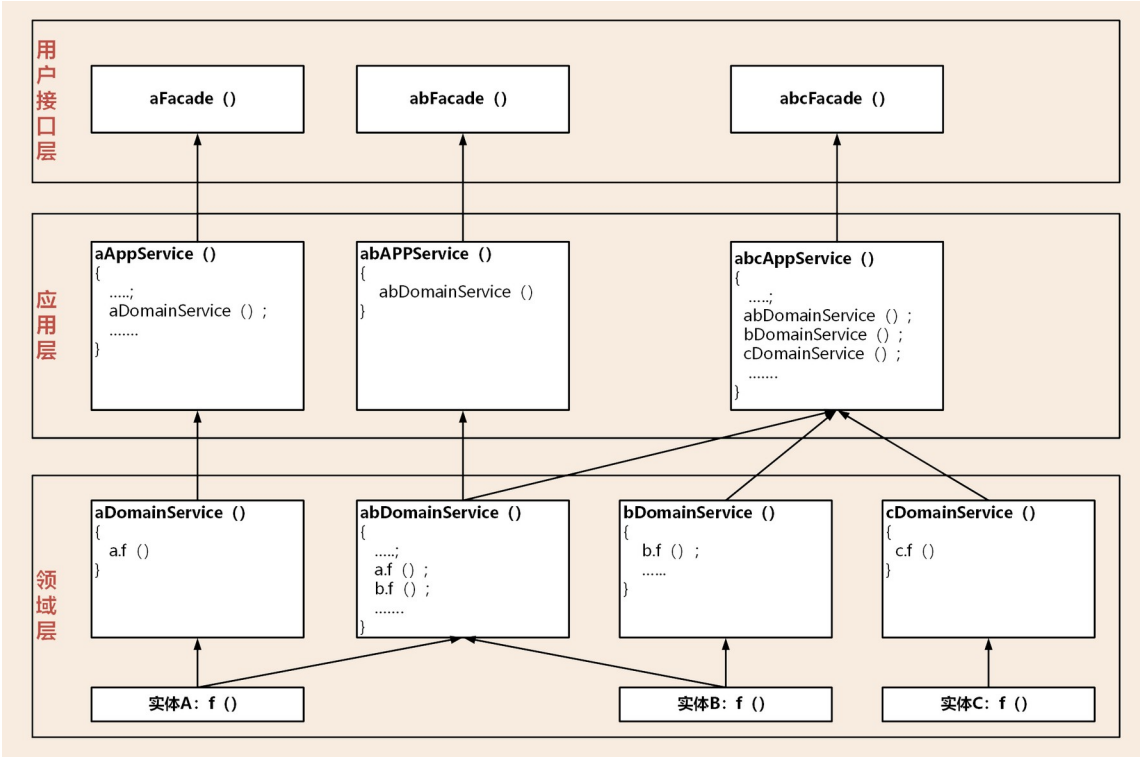 用户接口层
aFacade（）
abFacade（）
abcFacade（）
应用层
aAppService（）
{
.....;
aDomainService（）;
.......
}
abAPPService（）
{
abDomainService（）
}
abcAppService（）
{
.....;
abDomainService（）;
bDomainService（）;
cDomainService（）;
.......
}
领域层
aDomainService（）
{
a.f（）
}
abDomainService（）
{
.....;
a.f（）;
b.f（）;
.......
}
bDomainService（）
{
b.f（）;
......
}
cDomainService（）
{
c.f（）
}
实体A：f（）
实体B：f（）
实体C：f（）